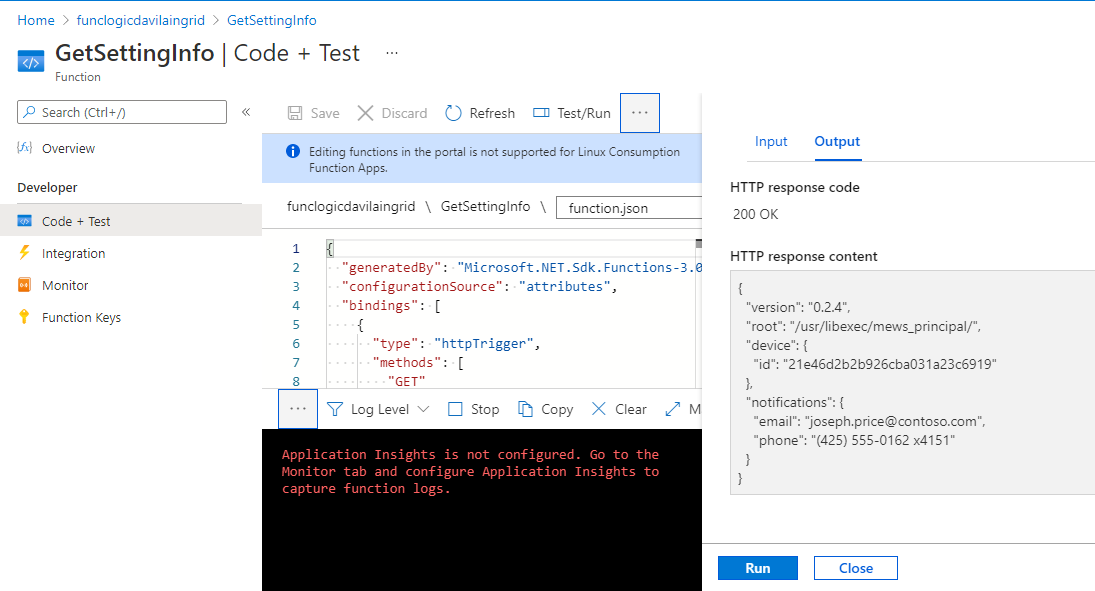 Home > funclogicdavilaingrid > GetSettingInfo
GetSettingInfo | Code + Test ...
Function
Search (Ctrl+/)
«
Overview
Developer
Code + Test
Integration
Monitor
Function Keys
Save Discard Refresh Test/Run ...
Editing functions in the portal is not supported for Linux Consumption
Function Apps.
funclogicdavilaingrid \ GetSettingInfo \ function.json
1 {
2 "generatedBy": "Microsoft.NET.Sdk.Functions-3.0
3 "configurationSource": "attributes",
4 "bindings": [
5 {
6 "type": "httpTrigger",
7 "methods": [
8 "GET"
... Log Level Stop Copy Clear M
Application Insights is not configured. Go to the
Monitor tab and configure Application Insights to
capture function logs.
Input Output
HTTP response code
200 OK
HTTP response content
{
"version": "0.2.4",
"root": "/usr/libexec/mews_principal/",
"device": {
"id": "21e46d2b2b926cba031a23c6919"
},
"notifications": {
"email": "joseph.price@contoso.com",
"phone": "(425) 555-0162 x4151"
}
}
Run Close